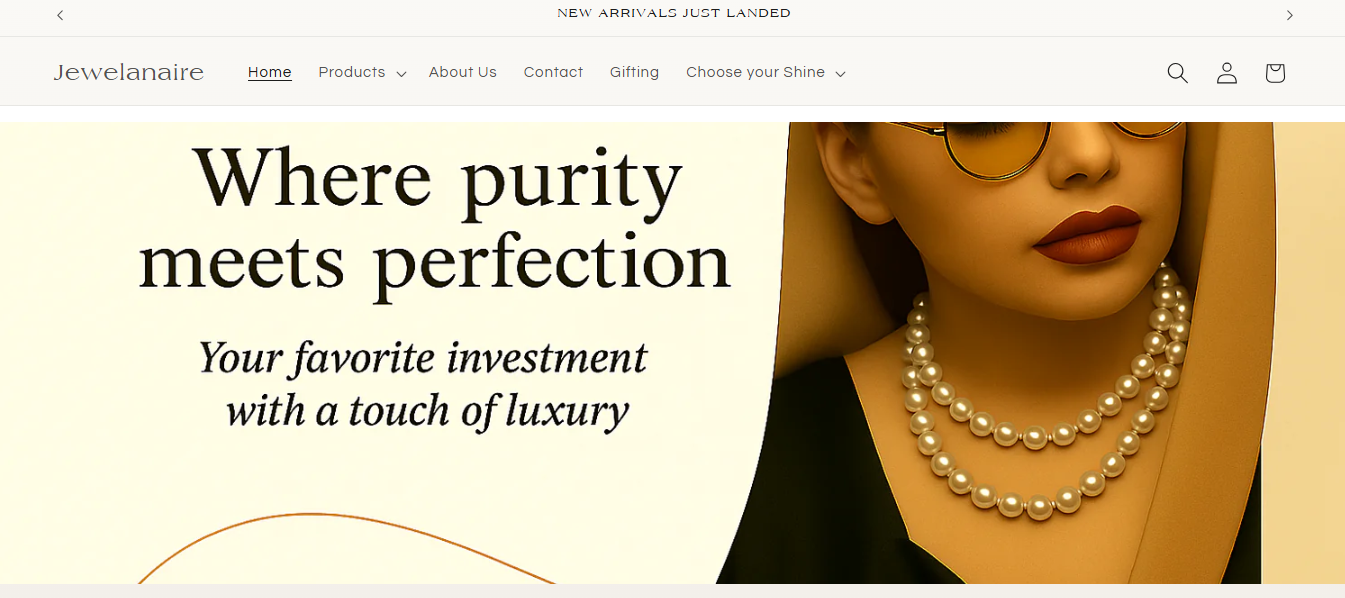 NEW ARRIVALS JUST LANDED
Jewelanaire Home Products About Us Contact Gifting Choose your Shine
Where purity
meets perfection
Your favorite investment
with a touch of luxury